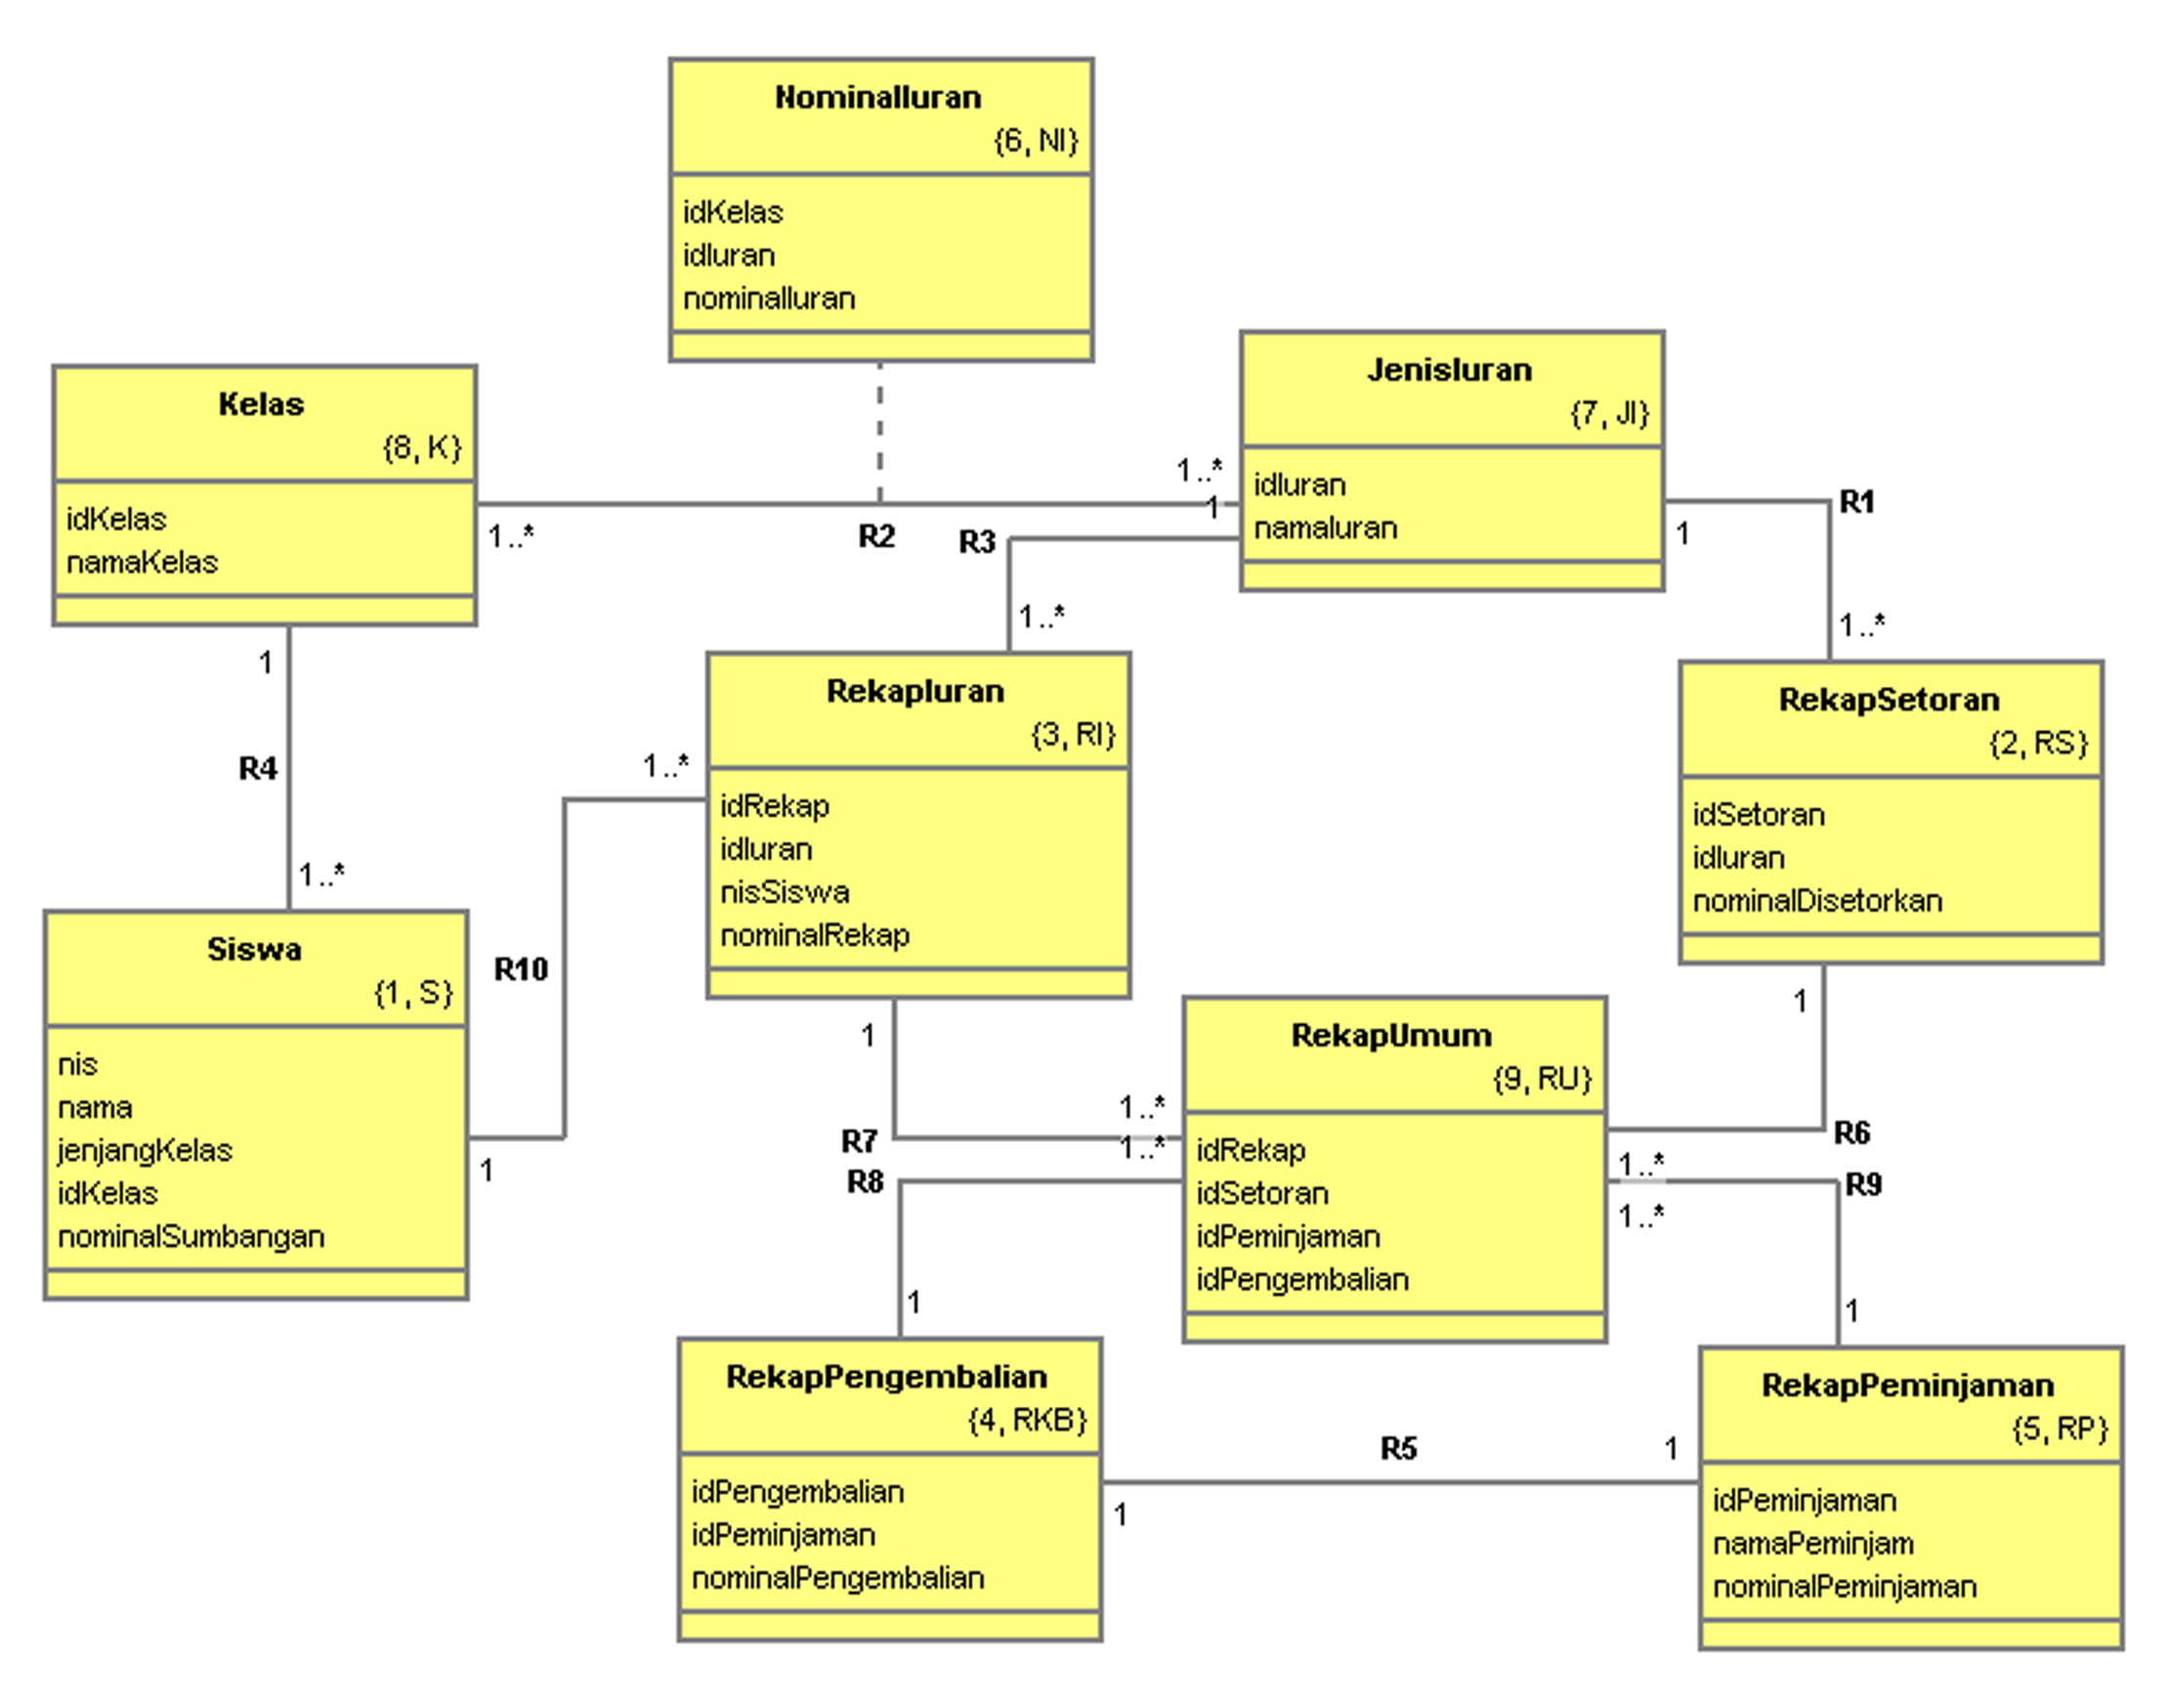 NominalIuran
{6, NI}
idKelas
idIuran
nominalIuran
JenisIuran
{7, JI}
idIuran
namaIuran
Kelas
{8, K}
idKelas
namaKelas
1..*
1
1..*
R2
R3
1
R1
1..*
1..*
RekapIuran
{3, RI}
idRekap
idIuran
nisSiswa
nominalRekap
RekapSetoran
{2, RS}
idSetoran
idIuran
nominalDisetorkan
1
R4
1..*
1..*
R10
Siswa
{1, S}
nis
nama
jenjangKelas
idKelas
nominalSumbangan
1
1
R7
1..*
1..*
R8
1
RekapUmum
{9, RU}
idRekap
idSetoran
idPeminjaman
idPengembalian
1
R6
1..*
R9
1..*
1
RekapPengembalian
{4, RKB}
idPengembalian
idPeminjaman
nominalPengembalian
R5
1
1
RekapPeminjaman
{5, RP}
idPeminjaman
namaPeminjam
nominalPeminjaman